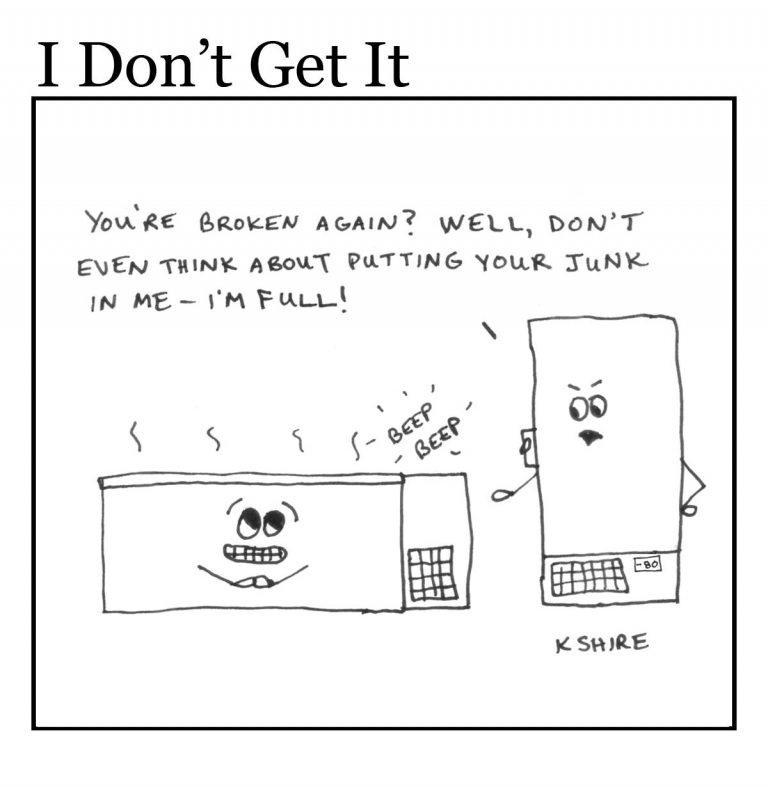 I Don’t Get It
YOU'RE BROKEN AGAIN? WELL, DON'T
EVEN THINK ABOUT PUTTING YOUR JUNK
IN ME – I'M FULL!
BEEP
BEEP
-80
K SHIRE